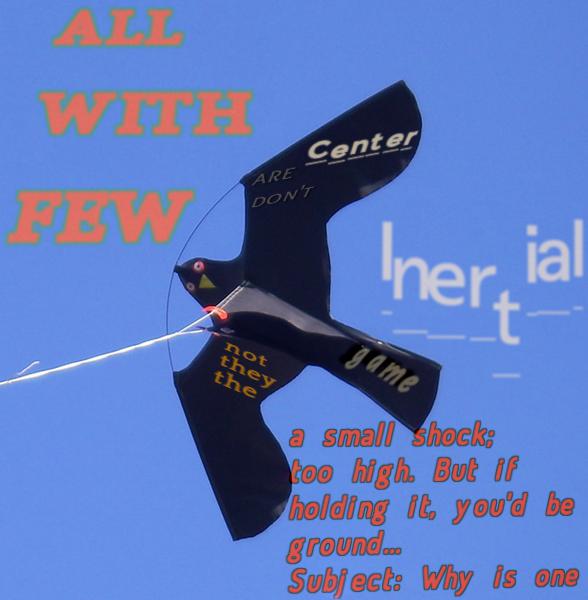 ALL
WITH
FEW
Center
ARE
DON'T
Inertial
not
they
the
game
a small shock;
too high. But if
holding it, you'd be
ground...
Subject: Why is one